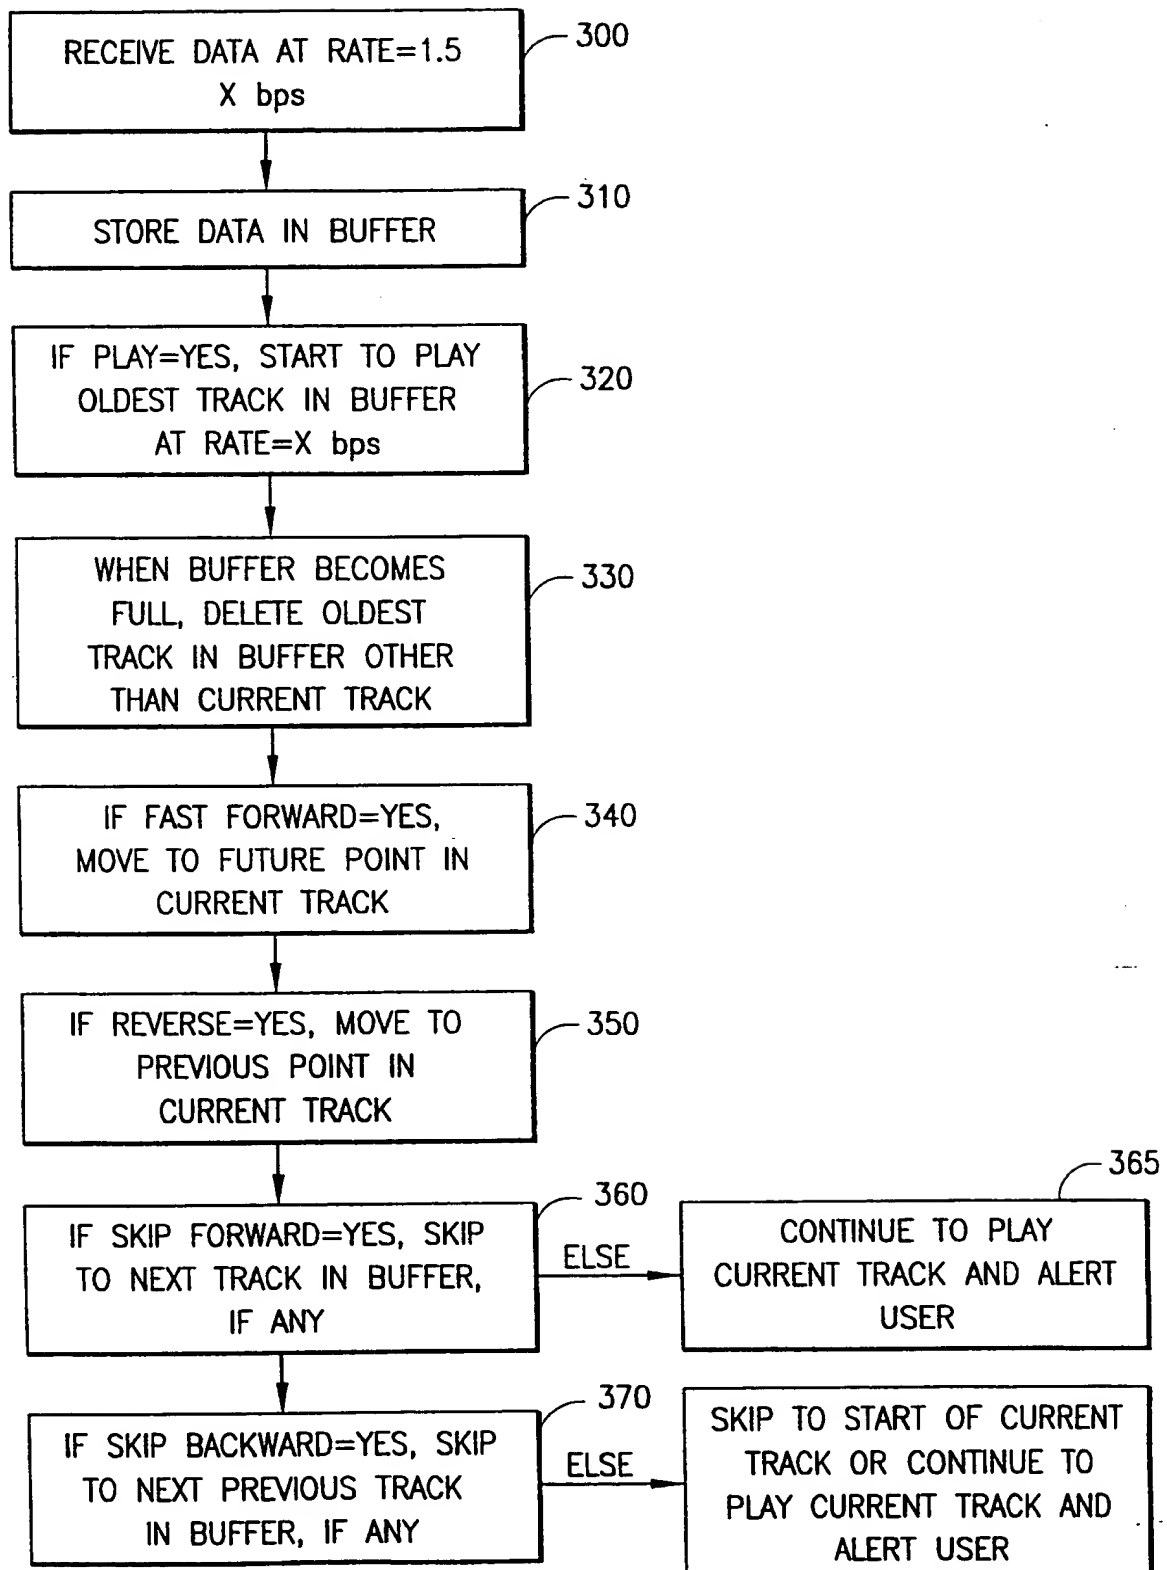 RECEIVE DATA AT RATE=1.5
X bps
300
STORE DATA IN BUFFER
310
IF PLAY=YES, START TO PLAY
OLDEST TRACK IN BUFFER
AT RATE=X bps
320
WHEN BUFFER BECOMES
FULL, DELETE OLDEST
TRACK IN BUFFER OTHER
THAN CURRENT TRACK
330
IF FAST FORWARD=YES,
MOVE TO FUTURE POINT IN
CURRENT TRACK
340
IF REVERSE=YES, MOVE TO
PREVIOUS POINT IN
CURRENT TRACK
350
IF SKIP FORWARD=YES, SKIP
TO NEXT TRACK IN BUFFER,
IF ANY
360
ELSE
CONTINUE TO PLAY
CURRENT TRACK AND ALERT
USER
365
IF SKIP BACKWARD=YES, SKIP
TO NEXT PREVIOUS TRACK
IN BUFFER, IF ANY
370
ELSE
SKIP TO START OF CURRENT
TRACK OR CONTINUE TO
PLAY CURRENT TRACK AND
ALERT USER